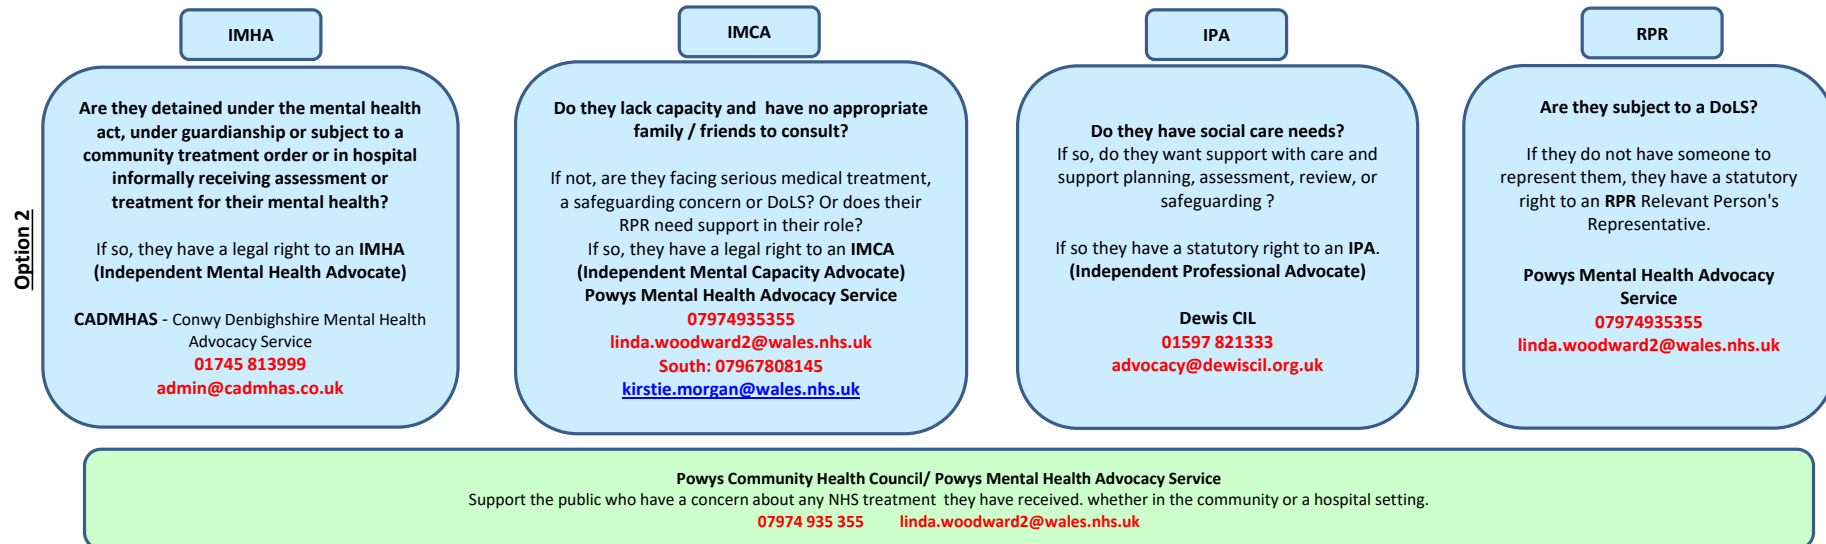 Option 2
IMHA
Are they detained under the mental health
act, under guardianship or subject to a
community treatment order or in hospital
informally receiving assessment or
treatment for their mental health?
If so, they have a legal right to an IMHA
(Independent Mental Health Advocate)
CADMHAS - Conwy Denbighshire Mental Health
Advocacy Service
01745 813999
admin@cadmhas.co.uk
IMCA
Do they lack capacity and have no appropriate
family / friends to consult?
If not, are they facing serious medical treatment,
a safeguarding concern or DoLS? Or does their
RPR need support in their role?
If so, they have a legal right to an IMCA
(Independent Mental Capacity Advocate)
Powys Mental Health Advocacy Service
07974935355
linda.woodward2@wales.nhs.uk
South: 07967808145
kirstie.morgan@wales.nhs.uk
IPA
Do they have social care needs?
If so, do they want support with care and
support planning, assessment, review, or
safeguarding ?
If so they have a statutory right to an IPA.
(Independent Professional Advocate)
Dewis CIL
01597 821333
advocacy@dewiscil.org.uk
RPR
Are they subject to a DoLS?
If they do not have someone to
represent them, they have a statutory
right to an RPR Relevant Person's
Representative.
Powys Mental Health Advocacy
Service
07974935355
linda.woodward2@wales.nhs.uk
Powys Community Health Council/ Powys Mental Health Advocacy Service
Support the public who have a concern about any NHS treatment they have received. whether in the community or a hospital setting.
07974 935 355 linda.woodward2@wales.nhs.uk